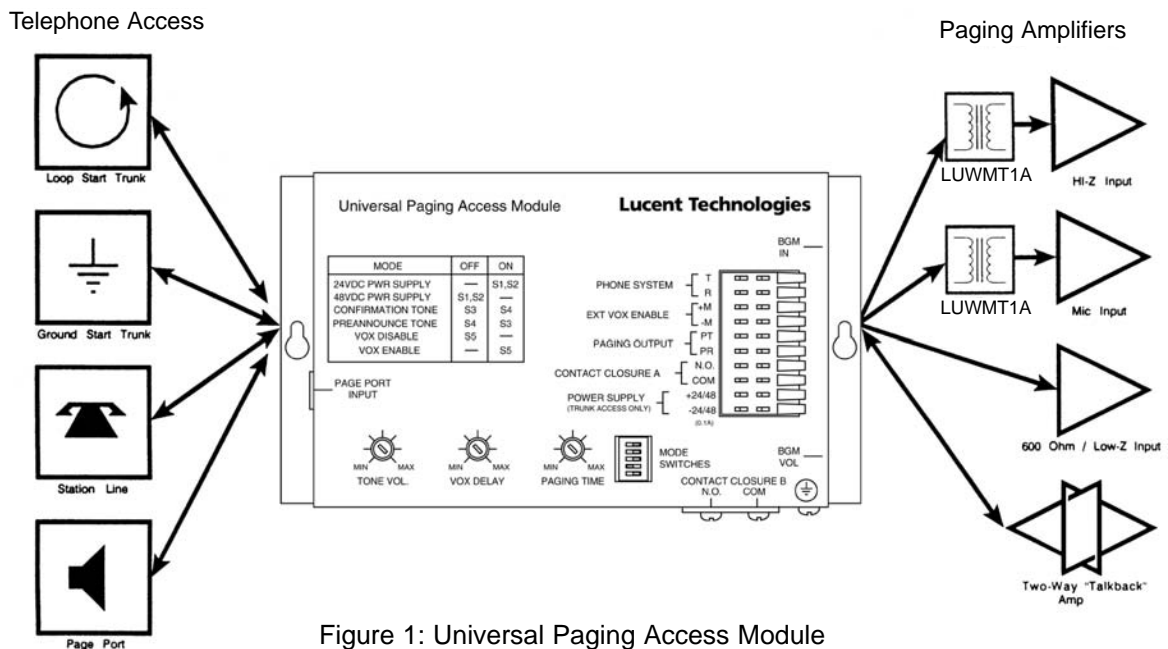 Telephone Access
Paging Amplifiers
Loop Start Trunk
Ground Start Trunk
Station Line
Page Port
Universal Paging Access Module
Lucent Technologies
BGM
IN
MODE OFF ON
24VDC PWR SUPPLY — S1,S2
48VDC PWR SUPPLY S1,S2 —
CONFIRMATION TONE S3 S4
PREANNOUNCE TONE S4 S3
VOX DISABLE S5 —
VOX ENABLE — S5
PAGE PORT
INPUT
PHONE SYSTEM T
R
EXT VOX ENABLE +M
-M
PAGING OUTPUT PT
PR
CONTACT CLOSURE A N.O.
COM
POWER SUPPLY +24/48
(TRUNK ACCESS ONLY) -24/48
(0.1A)
MIN MAX
TONE VOL.
MIN MAX
VOX DELAY
MIN MAX
PAGING TIME
MODE
SWITCHES
BGM
VOL
CONTACT CLOSURE B
N.O. COM
LUWMT1A
HI-Z Input
LUWMT1A
Mic Input
600 Ohm / Low-Z Input
Two-Way "Talkback"
Amp
Figure 1: Universal Paging Access Module